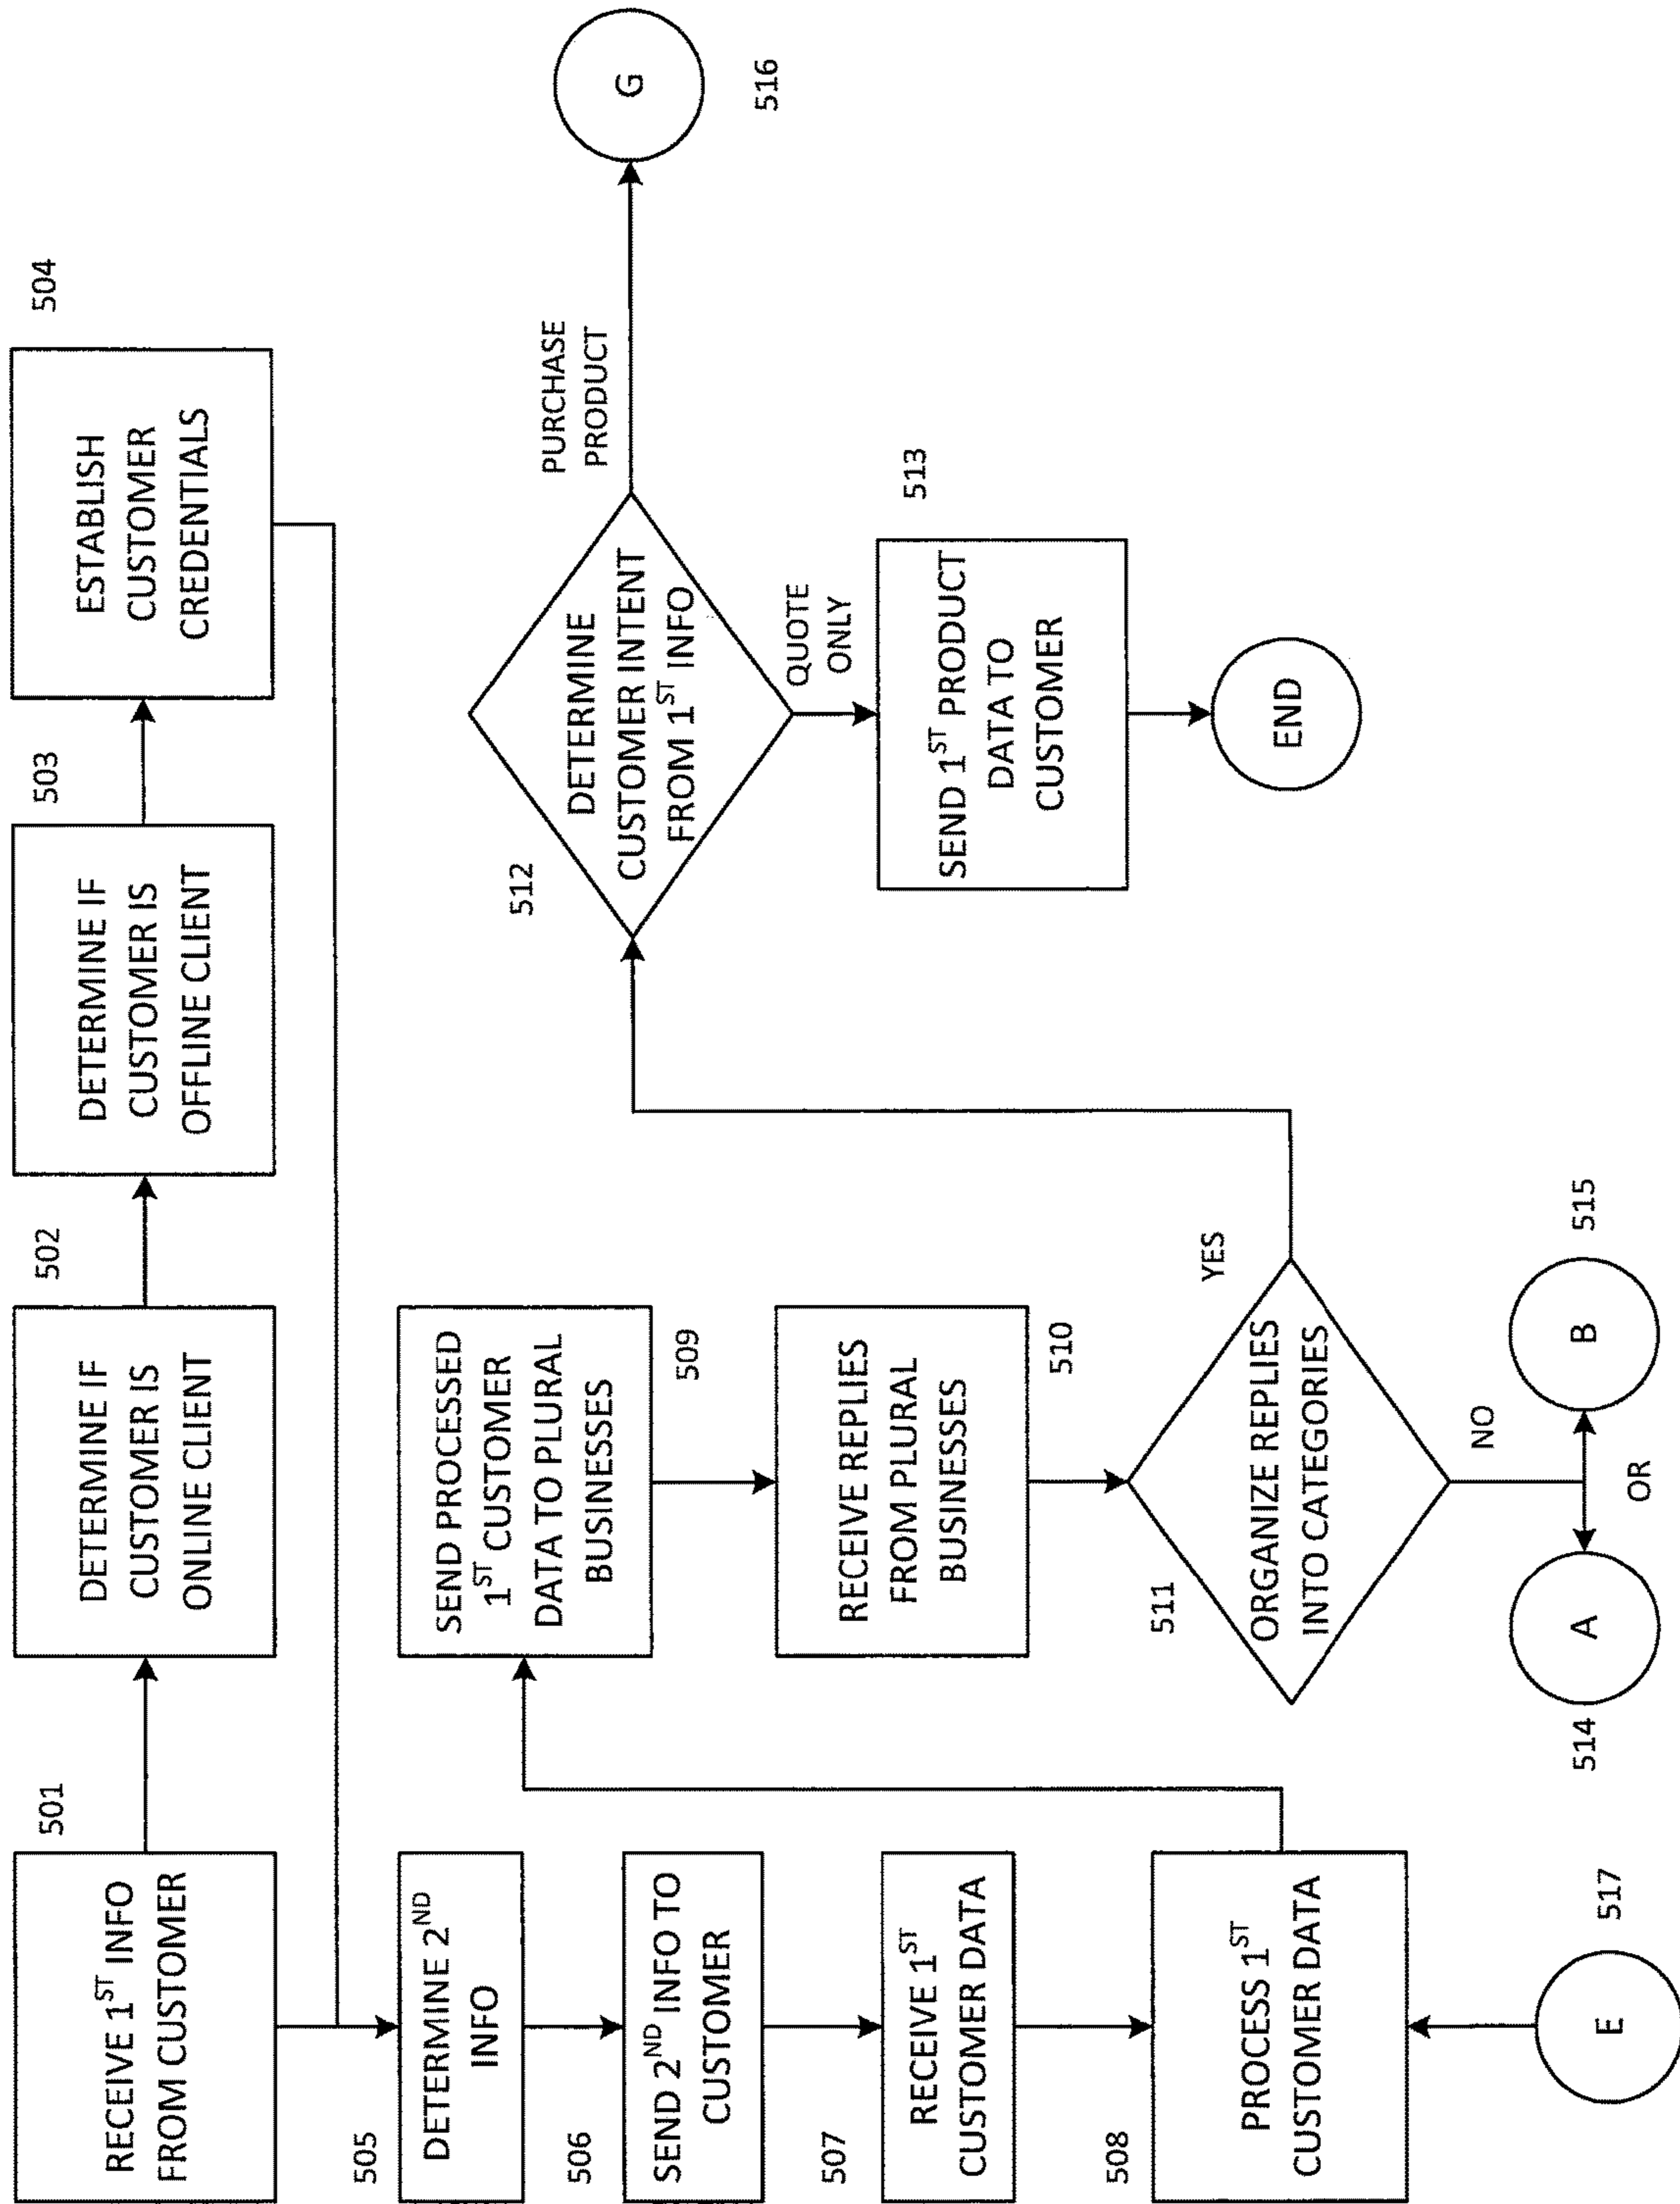 501
RECEIVE 1ST INFO
FROM CUSTOMER
502
DETERMINE IF
CUSTOMER IS
ONLINE CLIENT
503
DETERMINE IF
CUSTOMER IS
OFFLINE CLIENT
504
ESTABLISH
CUSTOMER
CREDENTIALS
505
DETERMINE 2ND
INFO
506
SEND 2ND INFO TO
CUSTOMER
507
RECEIVE 1ST
CUSTOMER DATA
508
PROCESS 1ST
CUSTOMER DATA
E
517
SEND PROCESSED
1ST CUSTOMER
DATA TO PLURAL
BUSINESSES
509
RECEIVE REPLIES
FROM PLURAL
BUSINESSES
510
511
ORGANIZE REPLIES
INTO CATEGORIES
YES
NO
A
OR
B
514
515
512
DETERMINE
CUSTOMER INTENT
FROM 1ST INFO
PURCHASE
PRODUCT
G
516
QUOTE
ONLY
513
SEND 1ST PRODUCT
DATA TO
CUSTOMER
END